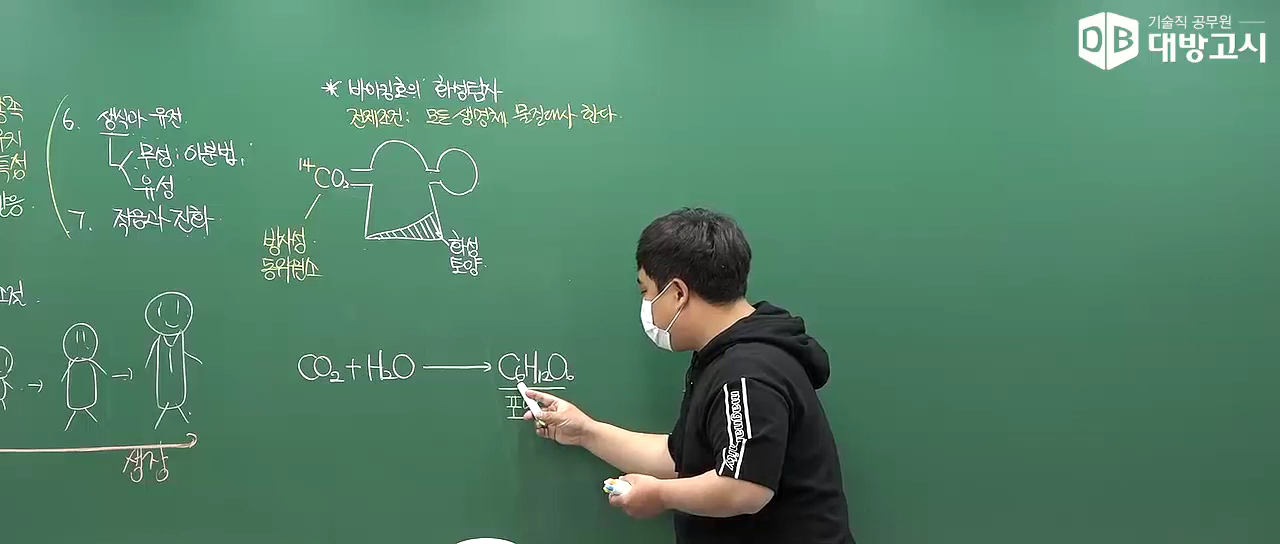 6. 생식과 유전
무성: 이분법,
유성
7. 적응과 진화
* 바이킹호의 화성탐사
전제조건: 모든 생명체 물질대사 한다.
¹⁴CO₂
방사성
동위원소
화성
토양
CO₂+H₂O → C₆H₁₂O₆
포
생장
기술직 공무원
DB 대방고시
magnanimity